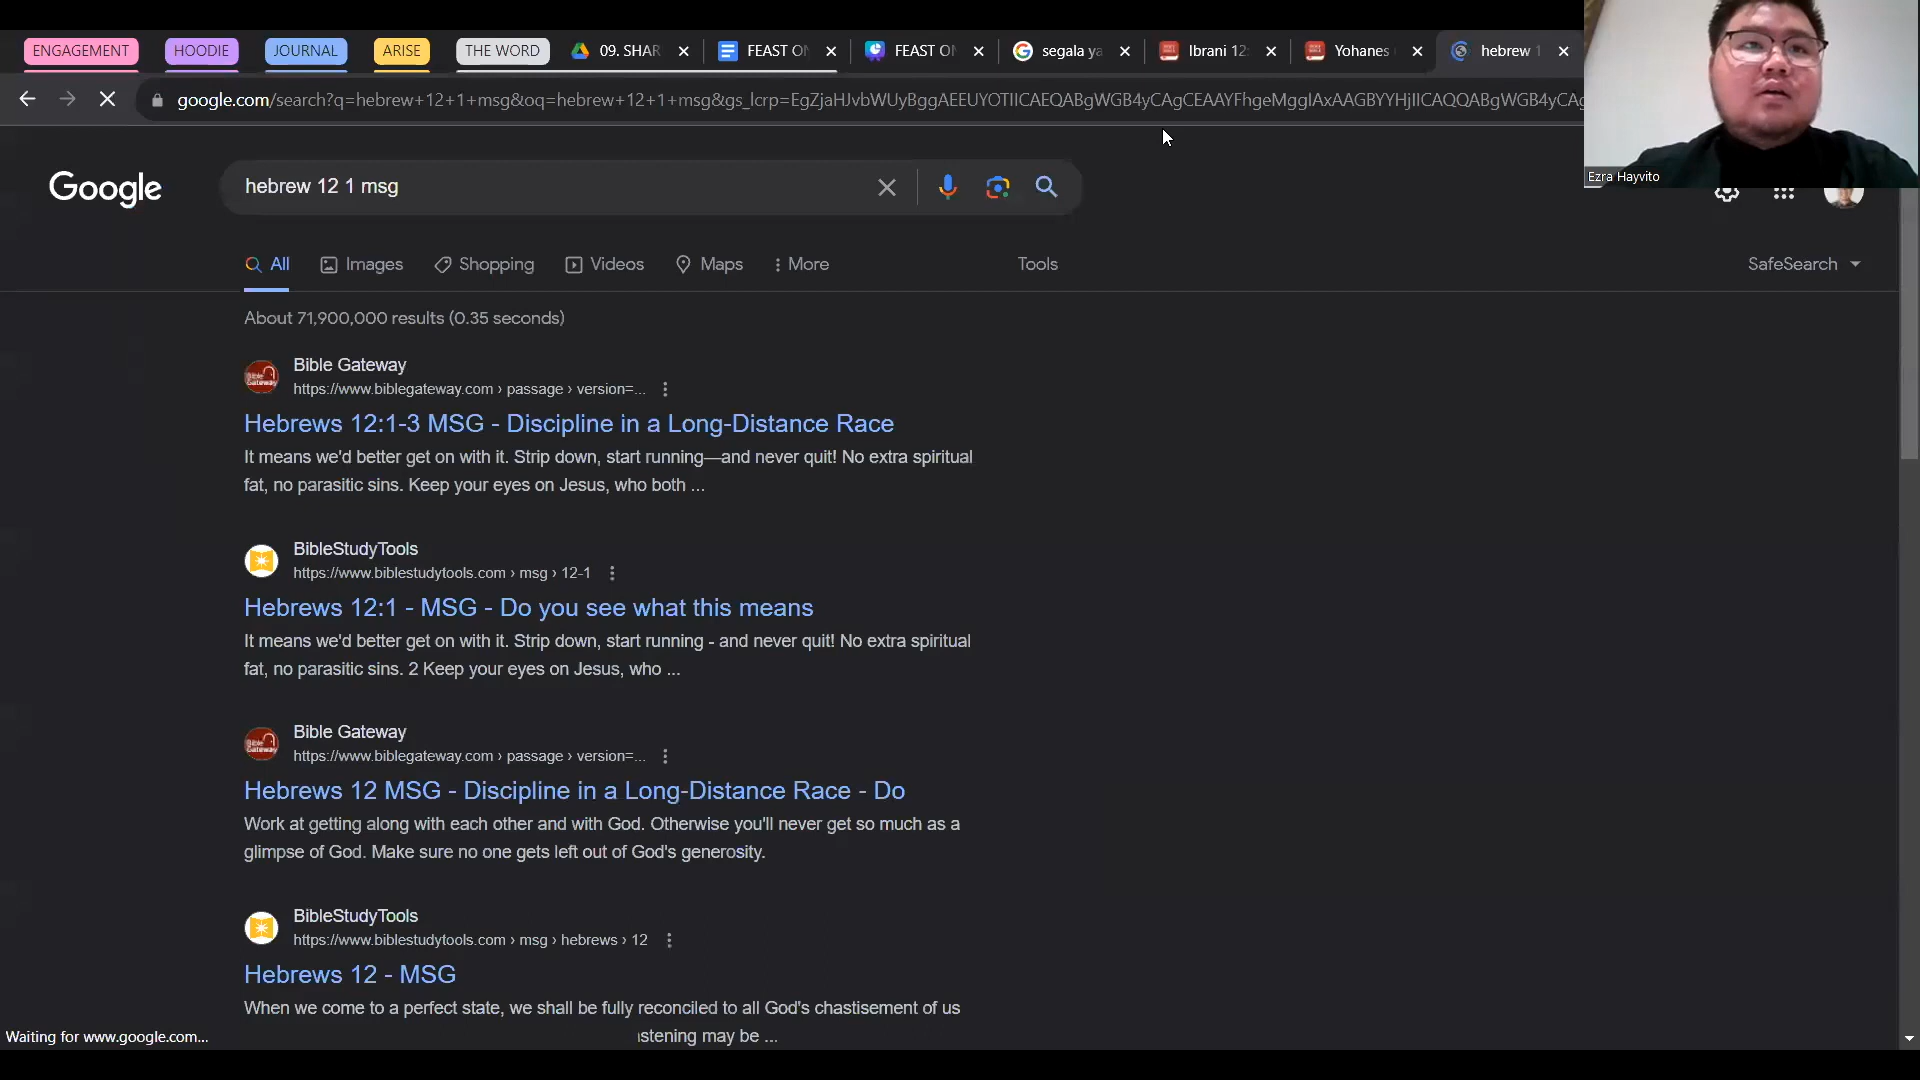 ENGAGEMENT HOODIE JOURNAL ARISE THE WORD 09. SHAR FEAST O segala ya Ibrani 12: Yohanes hebrew 1
google.com/search?q=hebrew+12+1+msg&oq=hebrew+12+1+msg&gs_lcrp=
Ezra Hayvito
Google
hebrew 12 1 msg
All Images Shopping Videos Maps More Tools SafeSearch
About 71,900,000 results (0.35 seconds)
Bible Gateway
https://www.biblegateway.com › passage › version=...
Hebrews 12:1-3 MSG - Discipline in a Long-Distance Race
It means we'd better get on with it. Strip down, start running—and never quit! No extra spiritual
fat, no parasitic sins. Keep your eyes on Jesus, who both ...
BibleStudyTools
https://www.biblestudytools.com › msg › 12-1
Hebrews 12:1 - MSG - Do you see what this means
It means we'd better get on with it. Strip down, start running - and never quit! No extra spiritual
fat, no parasitic sins. 2 Keep your eyes on Jesus, who ...
Bible Gateway
https://www.biblegateway.com › passage › version=...
Hebrews 12 MSG - Discipline in a Long-Distance Race - Do
Work at getting along with each other and with God. Otherwise you'll never get so much as a
glimpse of God. Make sure no one gets left out of God's generosity.
BibleStudyTools
https://www.biblestudytools.com › msg › hebrews › 12
Hebrews 12 - MSG
When we come to a perfect state, we shall be fully reconciled to all God's chastisement of us
Waiting for www.google.com... may be ...